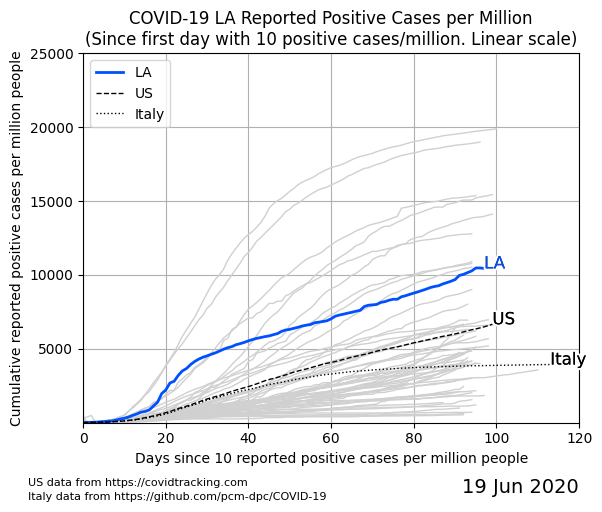 COVID-19 LA Reported Positive Cases per Million
(Since first day with 10 positive cases/million. Linear scale)
Cumulative reported positive cases per million people
25000
20000
15000
10000
5000
LA
US
Italy
LA
US
Italy
0 20 40 60 80 100 120
Days since 10 reported positive cases per million people
US data from https://covidtracking.com
Italy data from https://github.com/pcm-dpc/COVID-19
19 Jun 2020